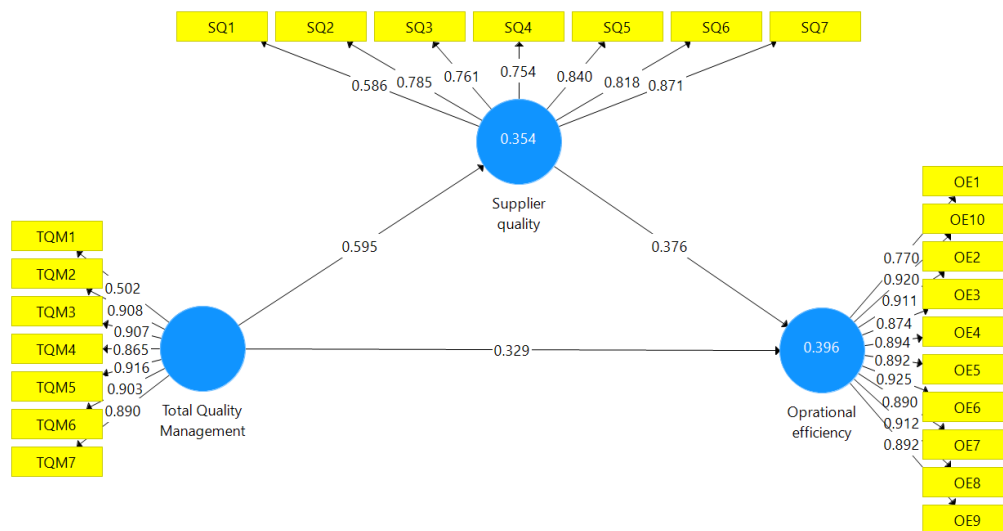 SQ1 SQ2 SQ3 SQ4 SQ5 SQ6 SQ7
0.586 0.785 0.761 0.754 0.840 0.818 0.871
0.354
Supplier
quality
0.595
0.376
TQM1
TQM2
TQM3
TQM4
TQM5
TQM6
TQM7
0.502
0.908
0.907
0.865
0.916
0.903
0.890
Total Quality
Management
0.329
0.396
Oprational
efficiency
0.770
0.920
0.911
0.874
0.894
0.892
0.925
0.890
0.912
0.892
OE1
OE10
OE2
OE3
OE4
OE5
OE6
OE7
OE8
OE9